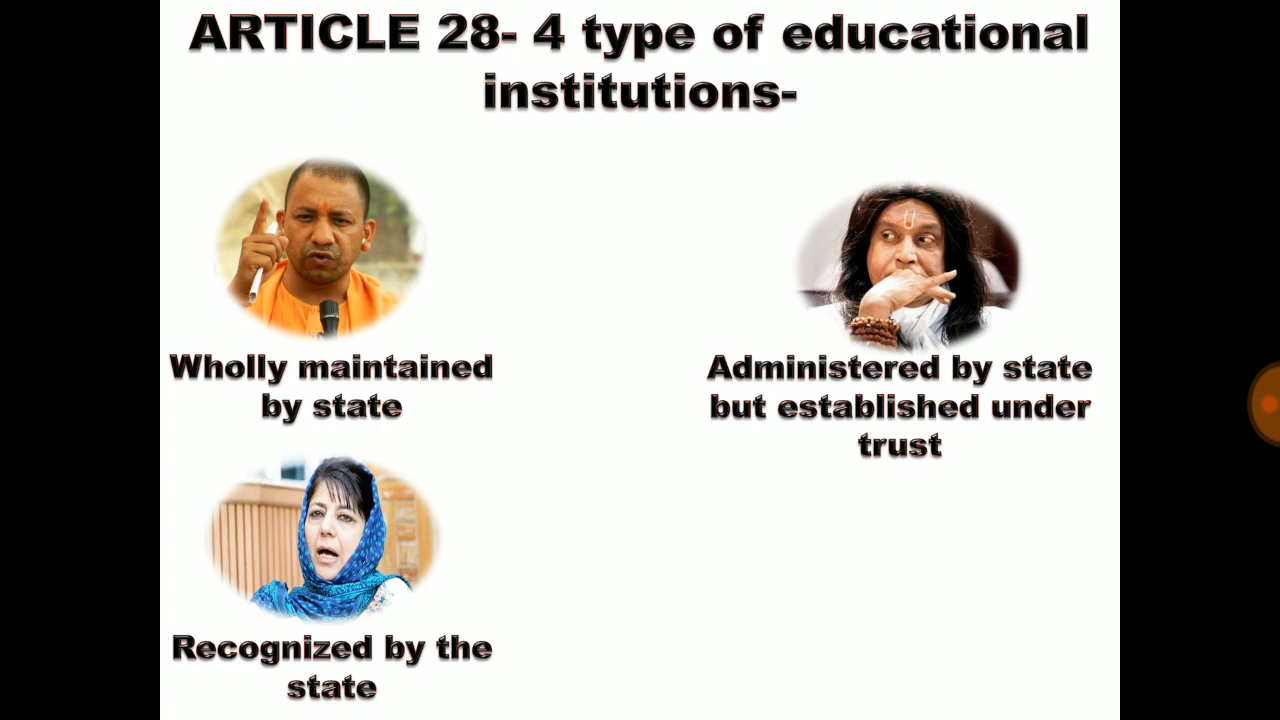 ARTICLE 28- 4 type of educational
institutions-
Wholly maintained
by state
Administered by state
but established under
trust
Recognized by the
state